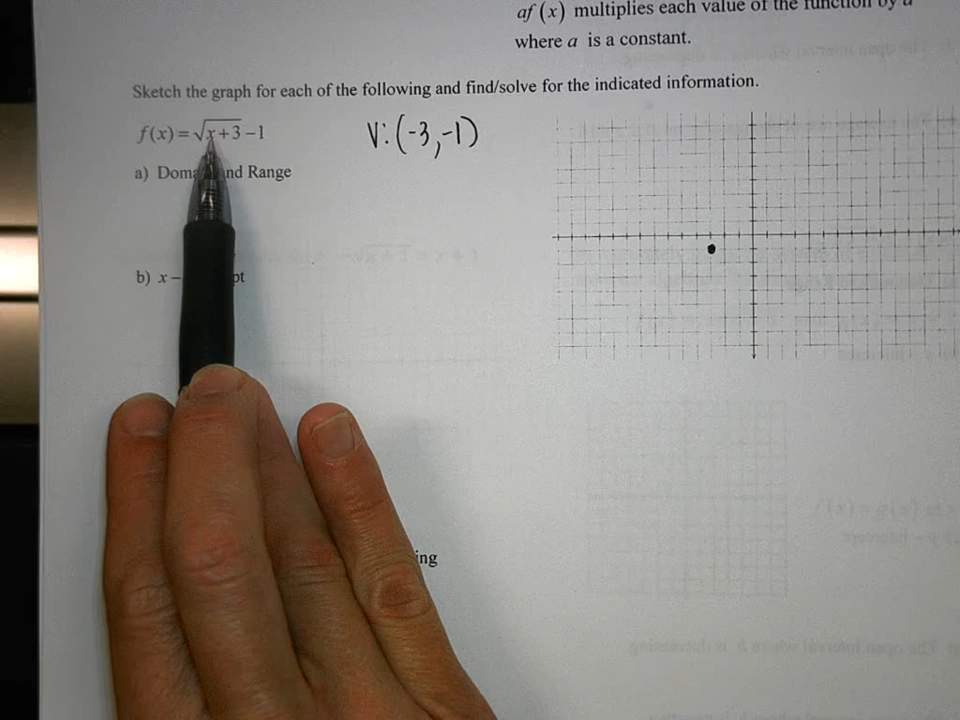 af (x) multiplies each value of the function by a
where a is a constant.
Sketch the graph for each of the following and find/solve for the indicated information.
f(x) = √x+3 −1
V: (-3,-1)
a) Doma nd Range
b) x – pt
ing